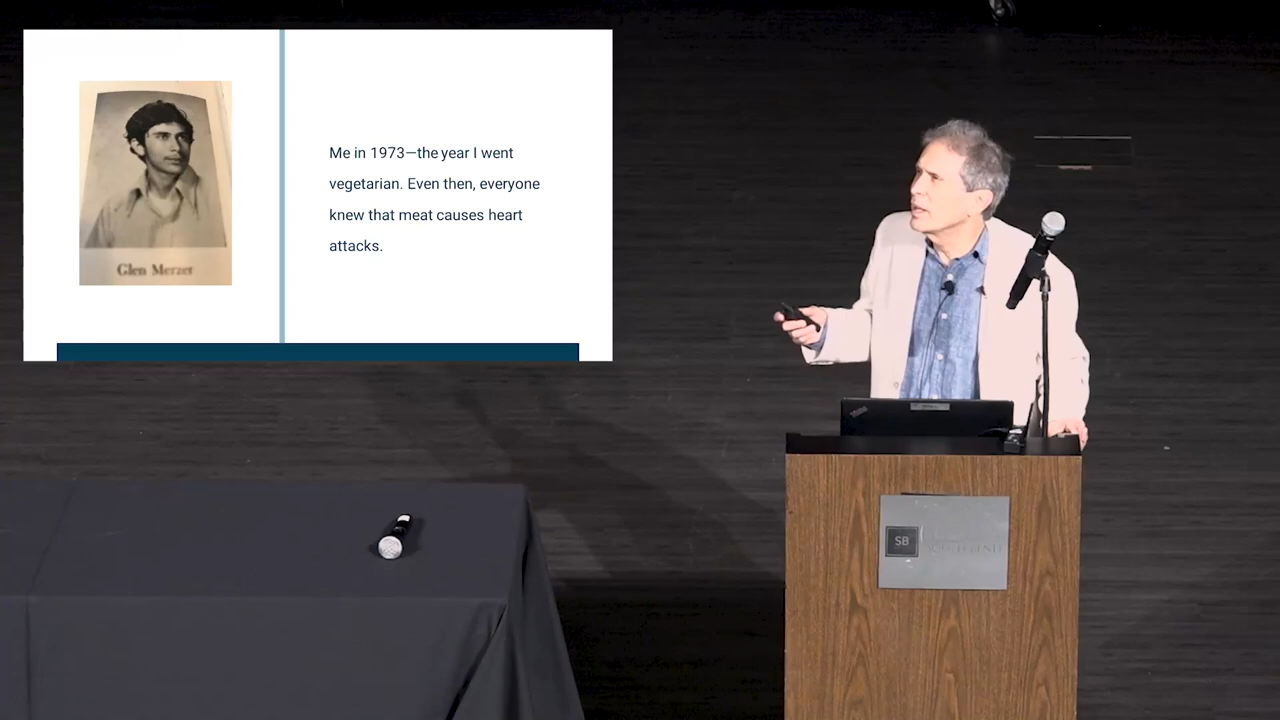 Glen Merzer
Me in 1973—the year I went
vegetarian. Even then, everyone
knew that meat causes heart
attacks.
SB